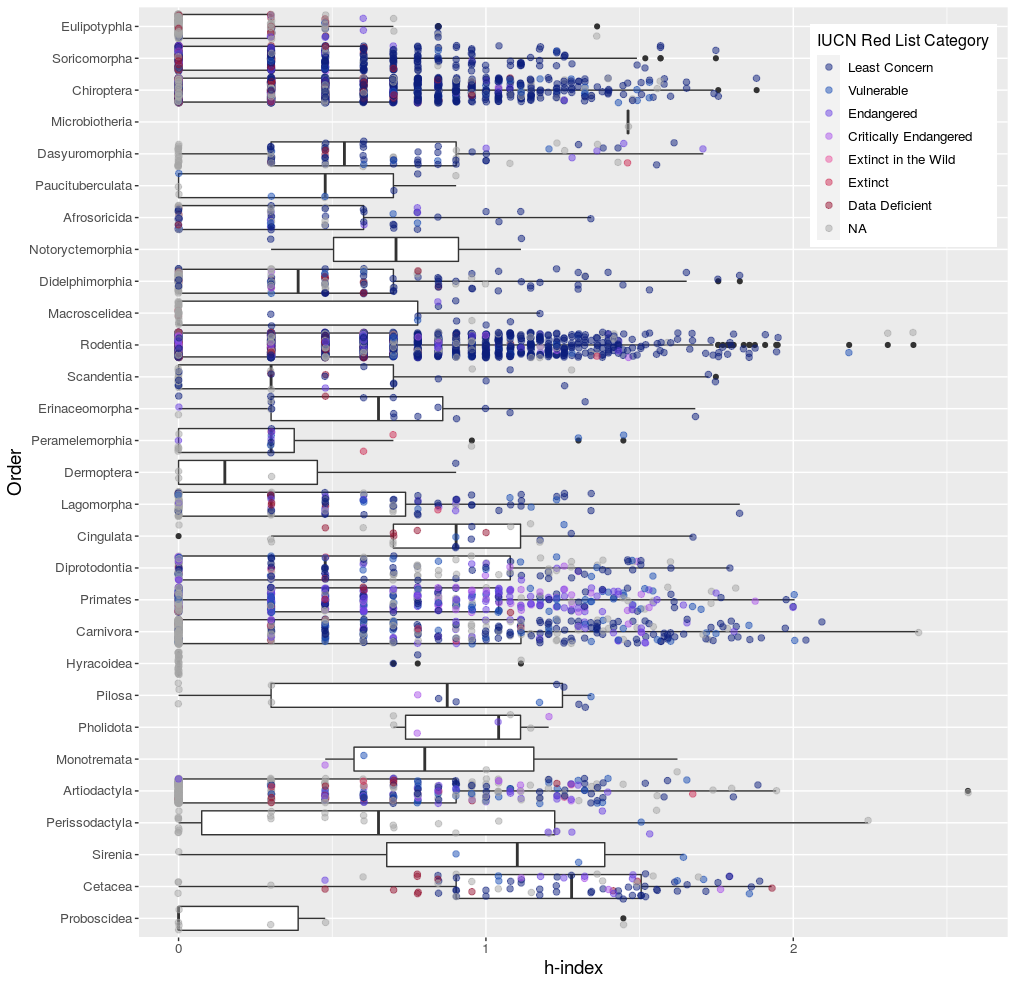 IUCN Red List Category
Least Concern
Vulnerable
Endangered
Critically Endangered
Extinct in the Wild
Extinct
Data Deficient
NA
Order
Eulipotyphla
Soricomorpha
Chiroptera
Microbiotheria
Dasyuromorphia
Paucituberculata
Afrosoricida
Notoryctemorphia
Didelphimorphia
Macroscelidea
Rodentia
Scandentia
Erinaceomorpha
Peramelemorphia
Dermoptera
Lagomorpha
Cingulata
Diprotodontia
Primates
Carnivora
Hyracoidea
Pilosa
Pholidota
Monotremata
Artiodactyla
Perissodactyla
Sirenia
Cetacea
Proboscidea
0 1 2
h-index